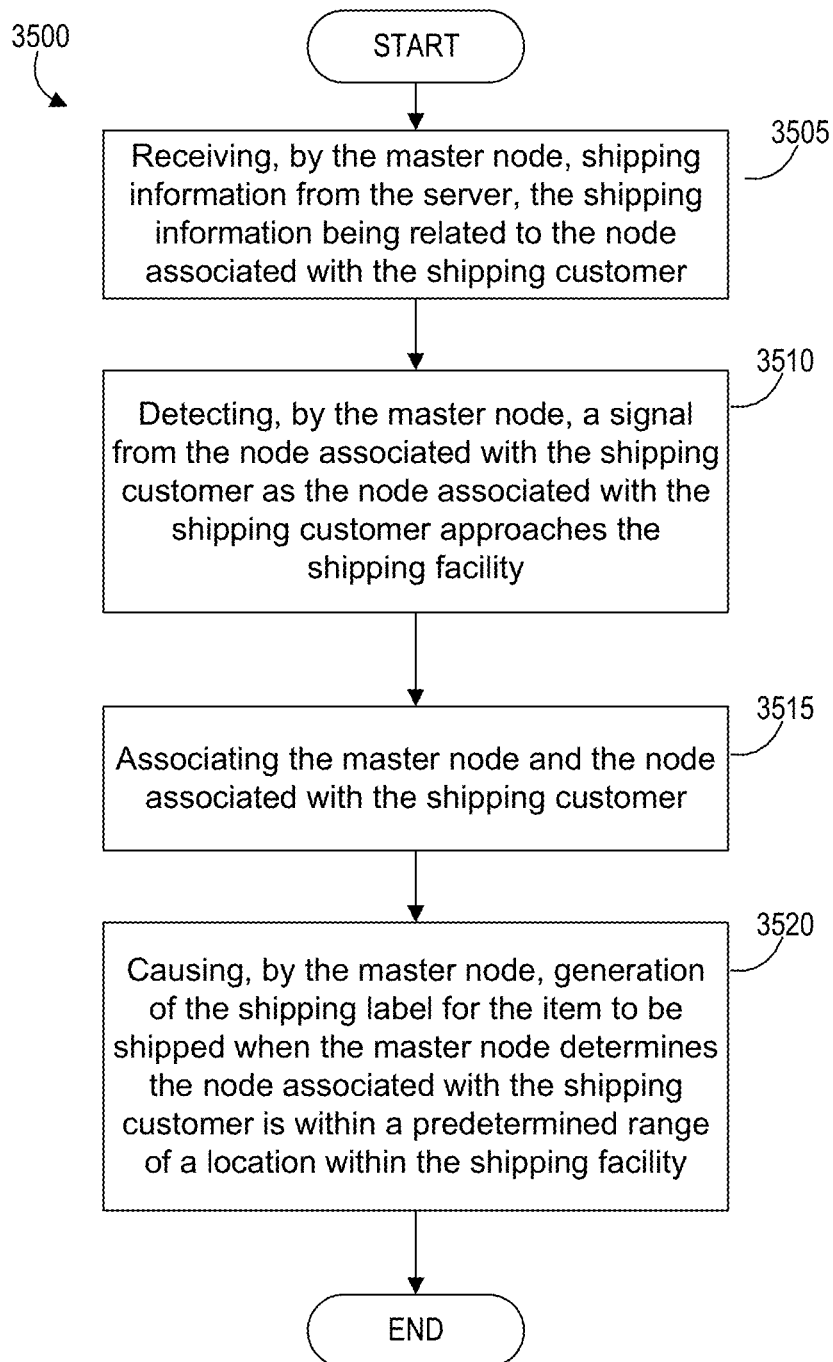 3500
START
3505
Receiving, by the master node, shipping
information from the server, the shipping
information being related to the node
associated with the shipping customer
3510
Detecting, by the master node, a signal
from the node associated with the shipping
customer as the node associated with the
shipping customer approaches the
shipping facility
3515
Associating the master node and the node
associated with the shipping customer
3520
Causing, by the master node, generation
of the shipping label for the item to be
shipped when the master node determines
the node associated with the shipping
customer is within a predetermined range
of a location within the shipping facility
END